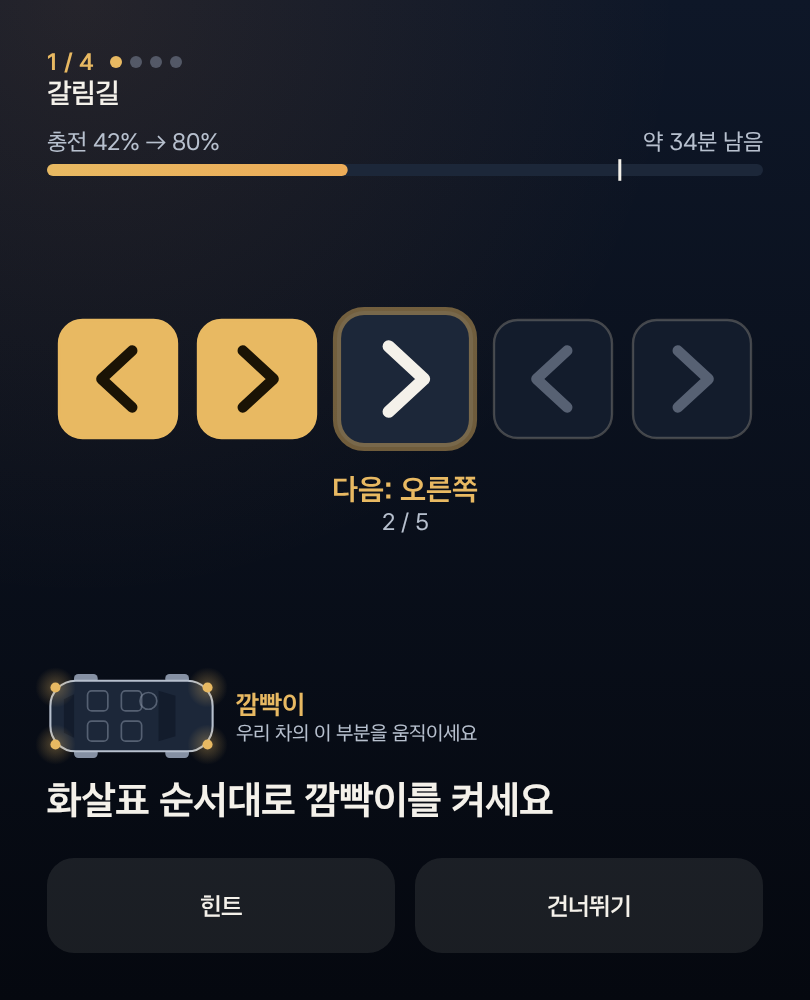 1 / 4
갈림길
충전 42% → 80%
약 34분 남음
다음: 오른쪽
2 / 5
깜빡이
우리 차의 이 부분을 움직이세요
화살표 순서대로 깜빡이를 켜세요
힌트
건너뛰기